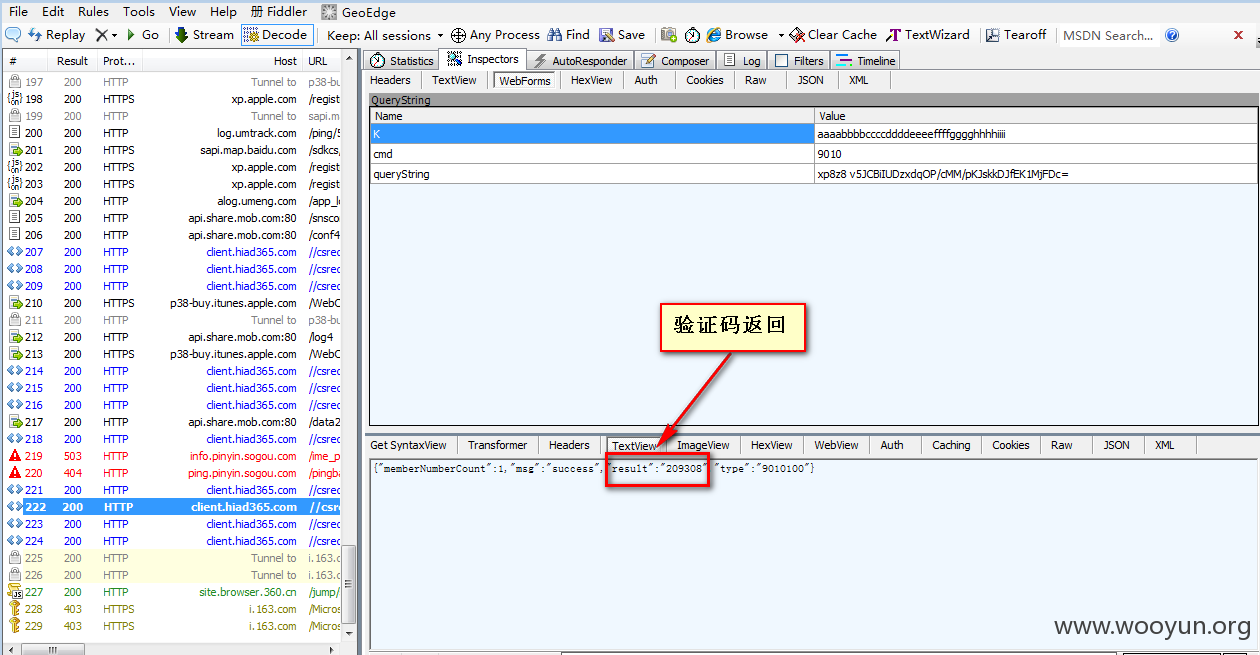 File Edit Rules Tools View Help 册 Fiddler GeoEdge
Replay Go Stream Decode Keep: All sessions Any Process Find Save Browse Clear Cache TextWizard Tearoff MSDN Search...
# Result Prot... Host URL
197 200 HTTP Tunnel to p38-bu
198 200 HTTPS xp.apple.com /regist
199 200 HTTP Tunnel to sapi.m
200 200 HTTP log.umtrack.com /ping/5
201 200 HTTPS sapi.map.baidu.com /sdkcs,
202 200 HTTPS xp.apple.com /regist
203 200 HTTPS xp.apple.com /regist
204 200 HTTP alog.umeng.com /app_lo
205 200 HTTP api.share.mob.com:80 /snsco
206 200 HTTP api.share.mob.com:80 /conf4
207 200 HTTP client.hiad365.com //csrec
208 200 HTTP client.hiad365.com //csrec
209 200 HTTP client.hiad365.com //csrec
210 200 HTTPS p38-buy.itunes.apple.com /WebC
211 200 HTTP Tunnel to p38-bu
212 200 HTTP api.share.mob.com:80 /log4
213 200 HTTPS p38-buy.itunes.apple.com /WebC
214 200 HTTP client.hiad365.com //csrec
215 200 HTTP client.hiad365.com //csrec
216 200 HTTP client.hiad365.com //csrec
217 200 HTTP api.share.mob.com:80 /data2
218 200 HTTP client.hiad365.com //csrec
219 503 HTTP info.pinyin.sogou.com /ime_p
220 404 HTTP ping.pinyin.sogou.com /pingba
221 200 HTTP client.hiad365.com //csrec
222 200 HTTP client.hiad365.com //csre
223 200 HTTP client.hiad365.com //csrec
224 200 HTTP client.hiad365.com //csrec
225 200 HTTP Tunnel to i.163.c
226 200 HTTP Tunnel to i.163.c
227 200 HTTP site.browser.360.cn /jump/
228 403 HTTPS i.163.com /Micros
229 403 HTTPS i.163.com /Micros
Statistics Inspectors AutoResponder Composer Log Filters Timeline
Headers TextView WebForms HexView Auth Cookies Raw JSON XML
QueryString
Name Value
K aaaabbbbccccddddeeeeffffgggghhhhiiii
cmd 9010
queryString xp8z8 v5JCBiUDzxdqOP/cMM/pKJskkDJfEK1MjFDc=
验证码返回
Get SyntaxView Transformer Headers TextView ImageView HexView WebView Auth Caching Cookies Raw JSON XML
{"memberNumberCount":1,"msg":"success","result":"209308","type":"9010100"}
www.wooyun.org